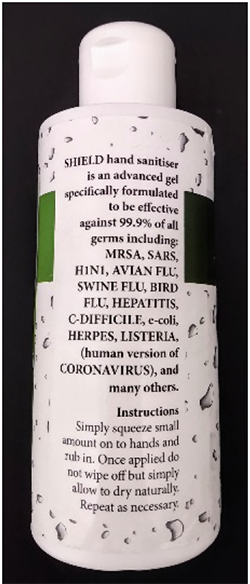 SHIELD hand sanitiser
is an advanced gel
specifically formulated
to be effective
against 99.9% of all
germs including:
MRSA, SARS,
H1N1, AVIAN FLU,
SWINE FLU, BIRD
FLU, HEPATITIS,
C-DIFFICILE, e-coli,
HERPES, LISTERIA,
(human version of
CORONAVIRUS), and
many others.
Instructions
Simply squeeze small
amount on to hands and
rub in. Once applied do
not wipe off but simply
allow to dry naturally.
Repeat as necessary.